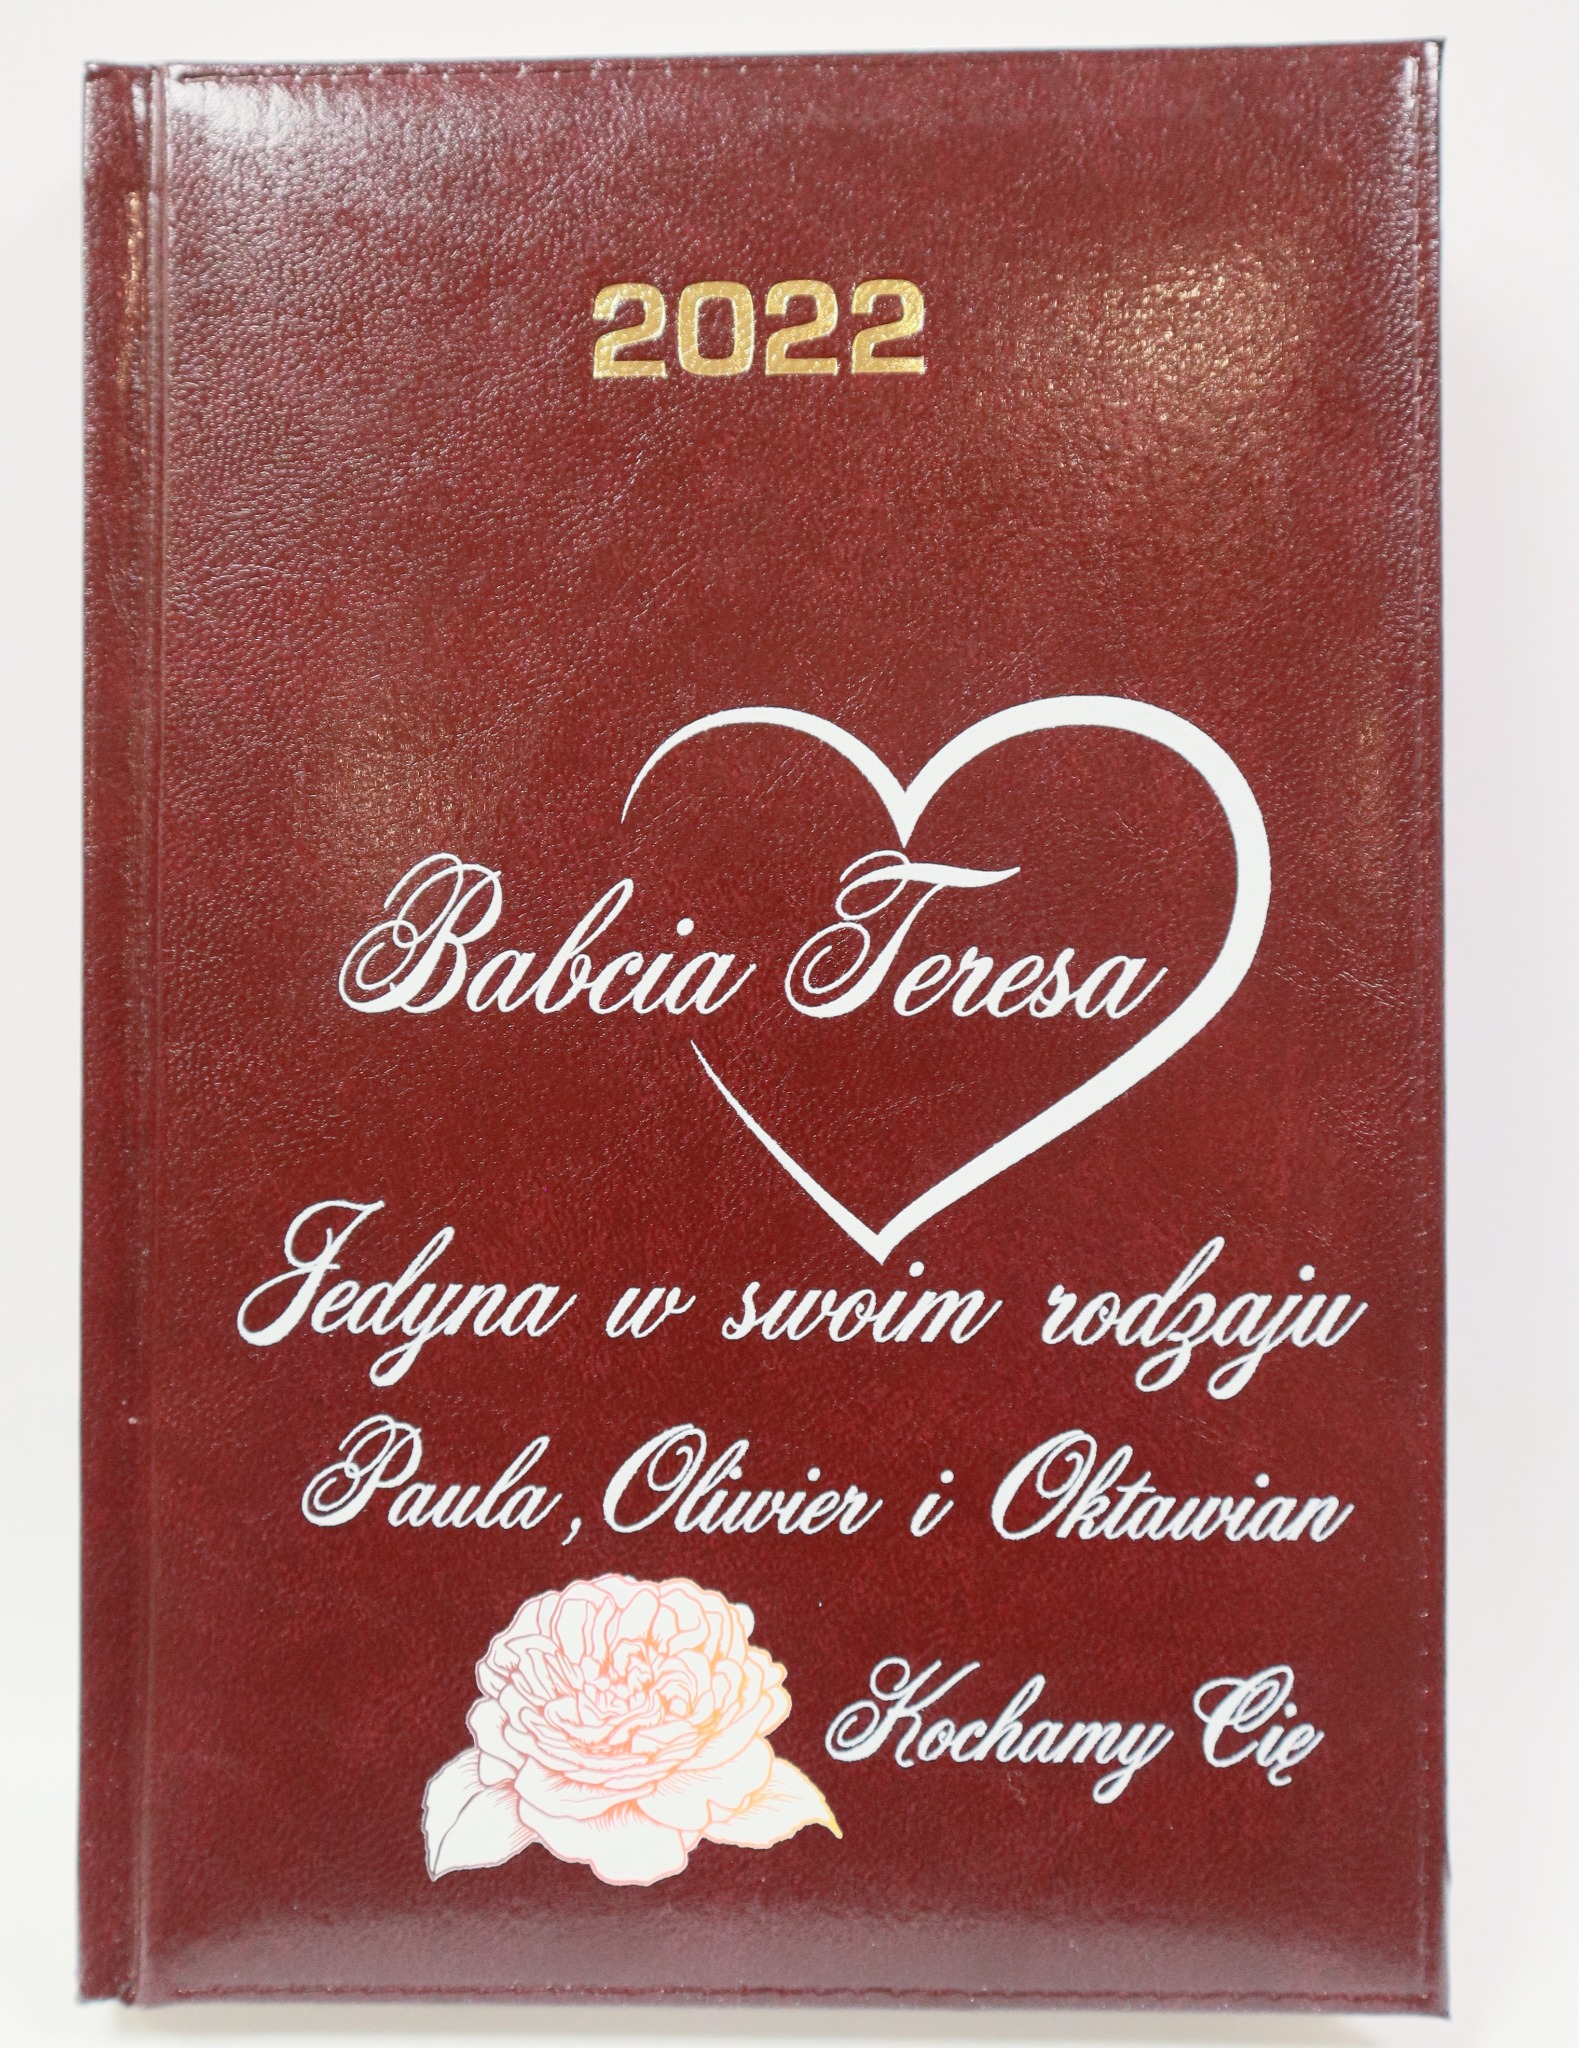 2022
Babcia Teresa
Jedyna w swoim rodzaju
Paula, Oliwier i Oktawian
Kochamy Cię